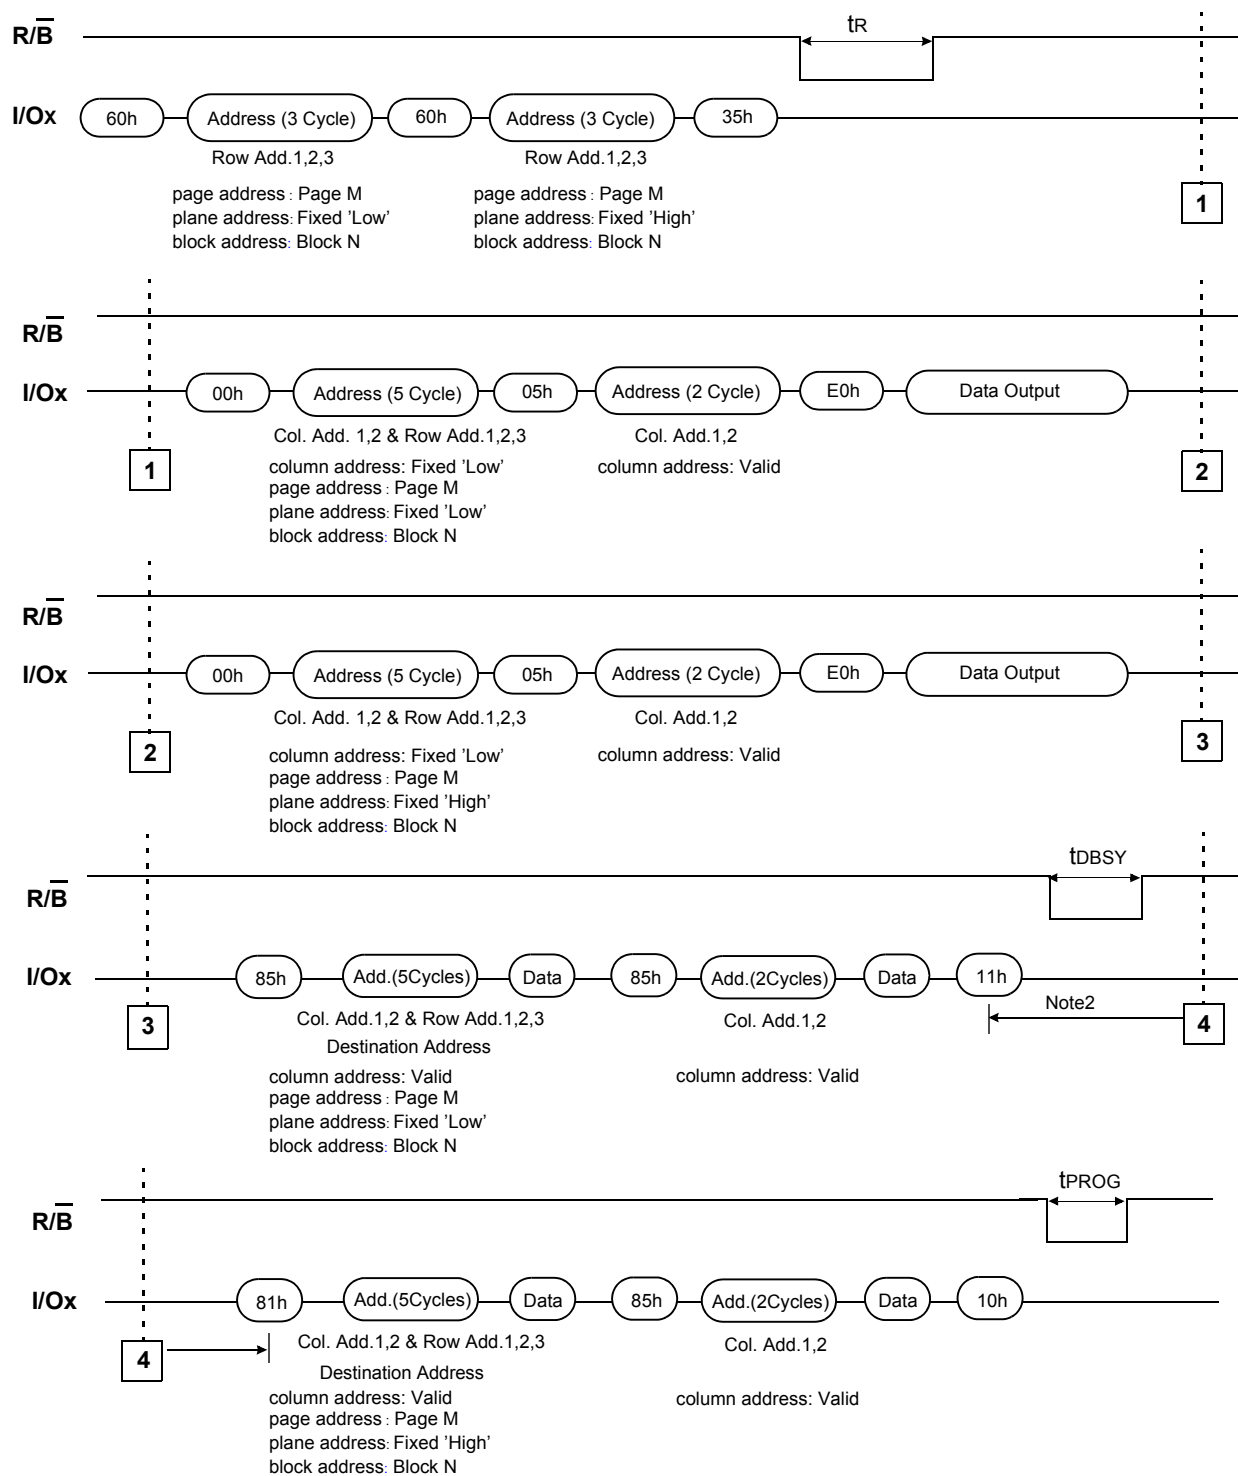 R/B tR
I/Ox 60h Address (3 Cycle) 60h Address (3 Cycle) 35h
Row Add.1,2,3 Row Add.1,2,3
page address : Page M page address : Page M
plane address: Fixed 'Low' plane address: Fixed 'High'
block address: Block N block address: Block N
1
R/B
I/Ox 00h Address (5 Cycle) 05h Address (2 Cycle) E0h Data Output
Col. Add. 1,2 & Row Add.1,2,3 Col. Add.1,2
1 column address: Fixed 'Low' column address: Valid 2
page address : Page M
plane address: Fixed 'Low'
block address: Block N
R/B
I/Ox 00h Address (5 Cycle) 05h Address (2 Cycle) E0h Data Output
Col. Add. 1,2 & Row Add.1,2,3 Col. Add.1,2
2 column address: Fixed 'Low' column address: Valid 3
page address : Page M
plane address: Fixed 'High'
block address: Block N
R/B tDBSY
I/Ox 85h Add.(5Cycles) Data 85h Add.(2Cycles) Data 11h
Note2
3 Col. Add.1,2 & Row Add.1,2,3 Col. Add.1,2 4
Destination Address
column address: Valid column address: Valid
page address : Page M
plane address: Fixed 'Low'
block address: Block N
R/B tPROG
I/Ox 81h Add.(5Cycles) Data 85h Add.(2Cycles) Data 10h
4 Col. Add.1,2 & Row Add.1,2,3 Col. Add.1,2
Destination Address
column address: Valid column address: Valid
page address : Page M
plane address: Fixed 'High'
block address: Block N